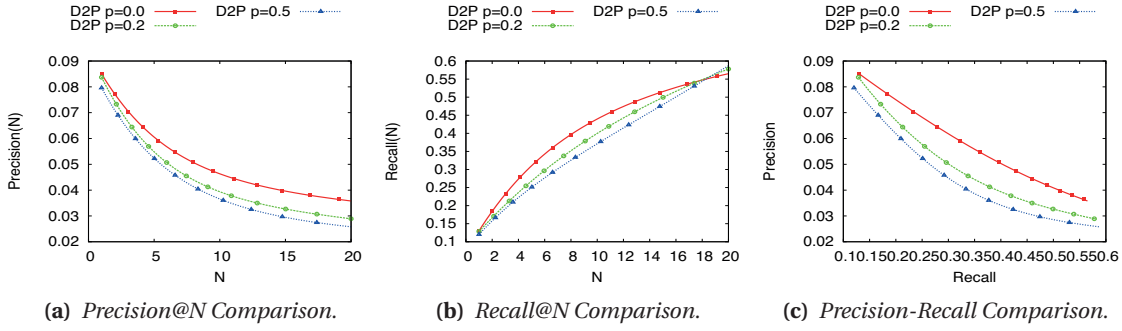 D2P p=0.0
D2P p=0.2
D2P p=0.5
Precision(N)
0.09
0.08
0.07
0.06
0.05
0.04
0.03
0.02
0 5 10 15 20
N
(a) Precision@N Comparison.
D2P p=0.0
D2P p=0.2
D2P p=0.5
Recall(N)
0.6
0.55
0.5
0.45
0.4
0.35
0.3
0.25
0.2
0.15
0.1
0 2 4 6 8 10 12 14 16 18 20
N
(b) Recall@N Comparison.
D2P p=0.0
D2P p=0.2
D2P p=0.5
Precision
0.09
0.08
0.07
0.06
0.05
0.04
0.03
0.02
0.10.150.20.250.30.350.40.450.50.550.6
Recall
(c) Precision-Recall Comparison.